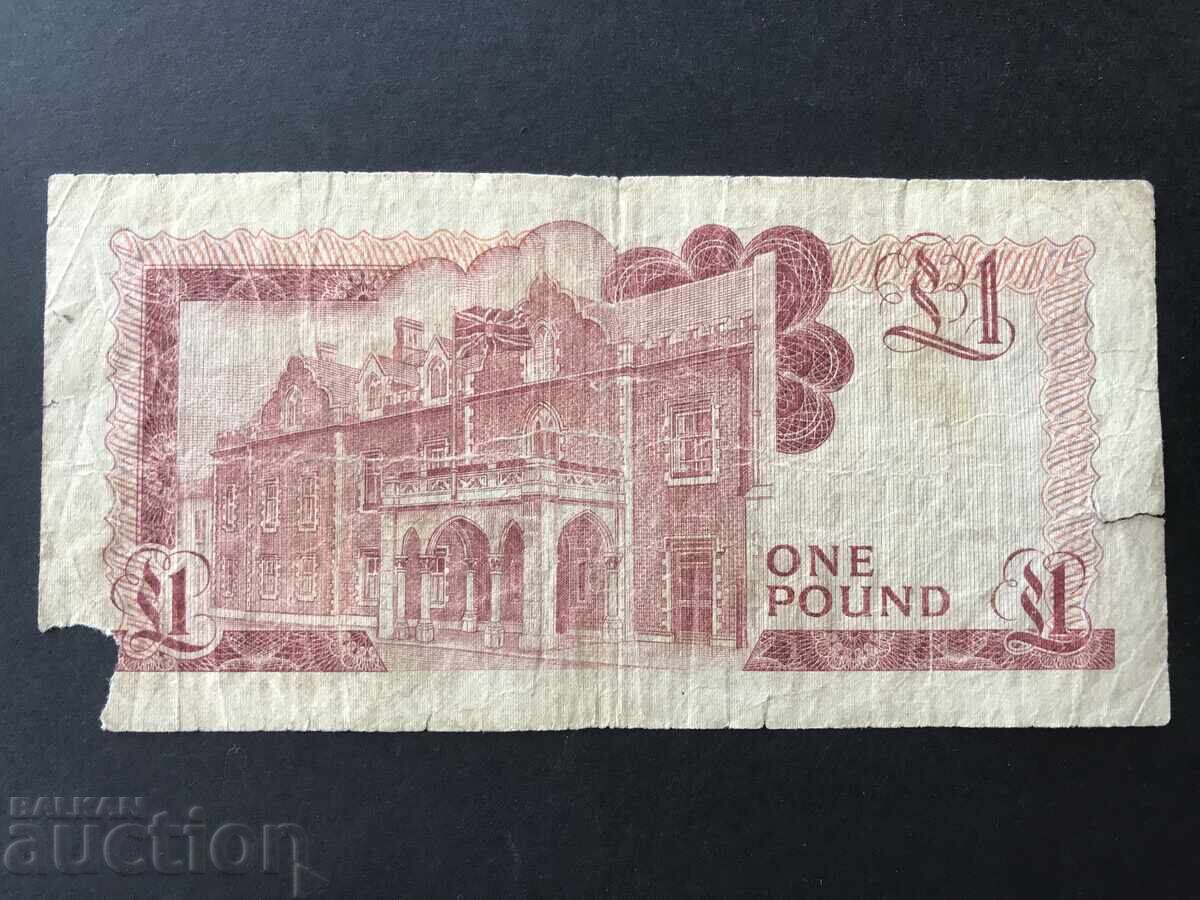 £1
ONE
POUND
£1
£1
BALKAN
auction